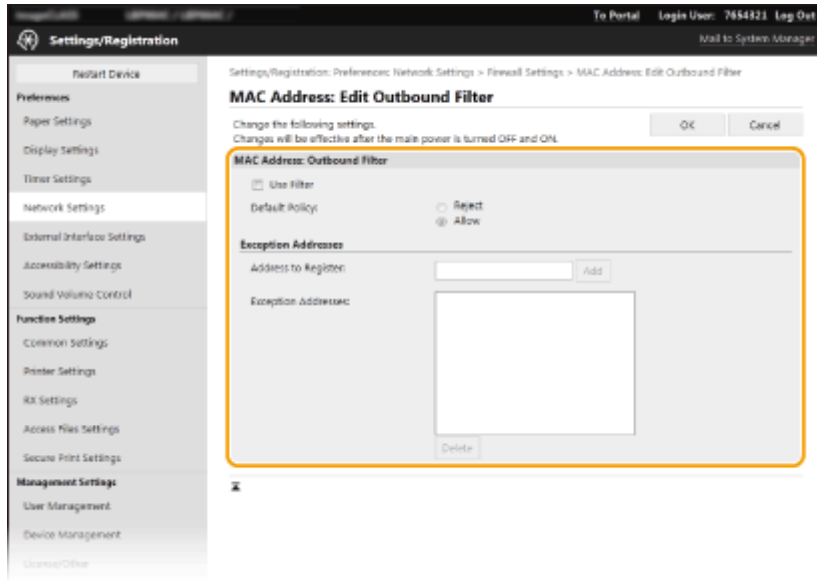 To Portal Login User: 7654321 Log Out
Settings/Registration
Mail to System Manager
Restart Device
Preferences
Paper Settings
Display Settings
Timer Settings
Network Settings
External Interface Settings
Accessibility Settings
Sound Volume Control
Function Settings
Common Settings
Printer Settings
RX Settings
Access Files Settings
Secure Print Settings
Management Settings
User Management
Device Management
License/Other
Settings/Registration: Preferences: Network Settings > Firewall Settings > MAC Address: Edit Outbound Filter
MAC Address: Edit Outbound Filter
Change the following settings.
Changes will be effective after the main power is turned OFF and ON.
OK Cancel
MAC Address: Outbound Filter
Use Filter
Default Policy:
Reject
Allow
Exception Addresses
Address to Register:
Add
Exception Addresses:
Delete